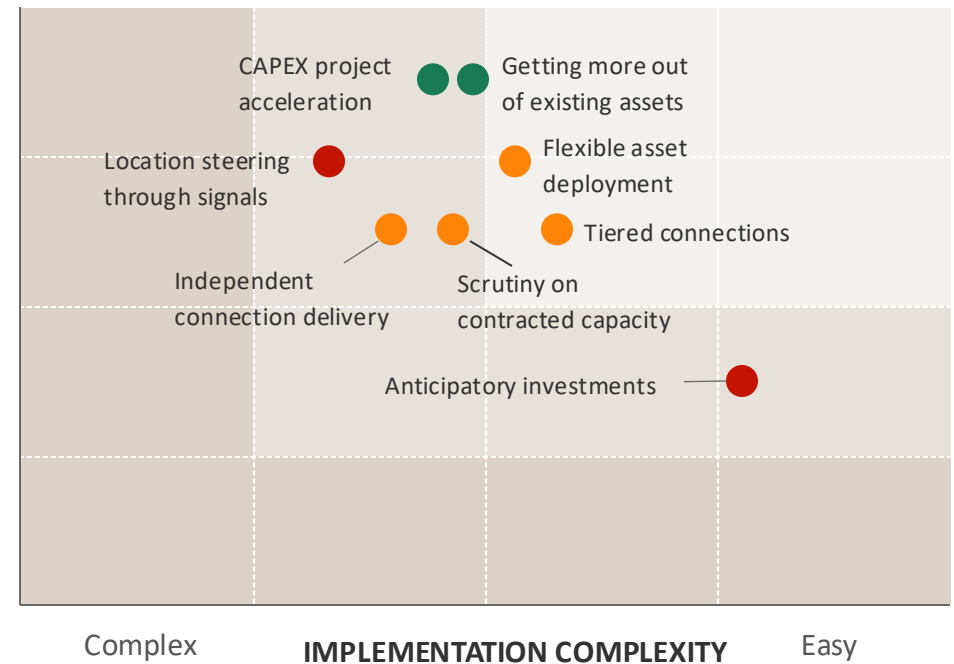 CAPEX project
acceleration
Getting more out
of existing assets
Location steering
through signals
Flexible asset
deployment
Tiered connections
Independent
connection delivery
Scrutiny on
contracted capacity
Anticipatory investments
Complex
IMPLEMENTATION COMPLEXITY
Easy